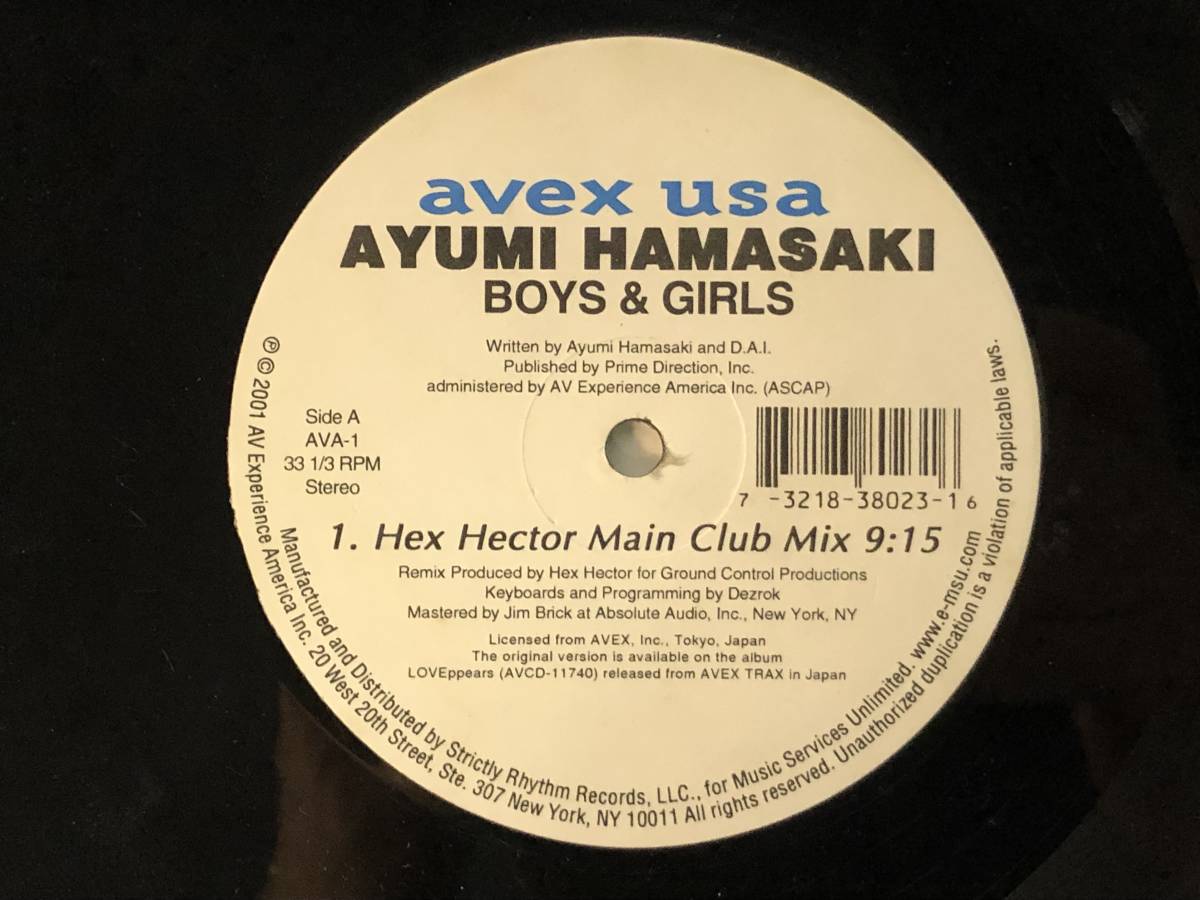 avex usa
AYUMI HAMASAKI
BOYS & GIRLS
Written by Ayumi Hamasaki and D.A.I.
Published by Prime Direction, Inc.
administered by AV Experience America Inc. (ASCAP)
Side A
AVA-1
33 1/3 RPM
Stereo
7 -3218-38023-1 6
1. Hex Hector Main Club Mix 9:15
Remix Produced by Hex Hector for Ground Control Productions
Keyboards and Programming by Dezrok
Mastered by Jim Brick at Absolute Audio, Inc., New York, NY
Licensed from AVEX, Inc., Tokyo, Japan
The original version is available on the album
LOVEppears (AVCD-11740) released from AVEX TRAX in Japan
Manufactured and Distributed by Strictly Rhythm Records, LLC., for Music Services Unlimited. www.e-msu.com
℗ © 2001 AV Experience America Inc. 20 West 20th Street, Ste. 307 New York, NY 10011 All rights reserved. Unauthorized duplication is a violation of applicable laws.